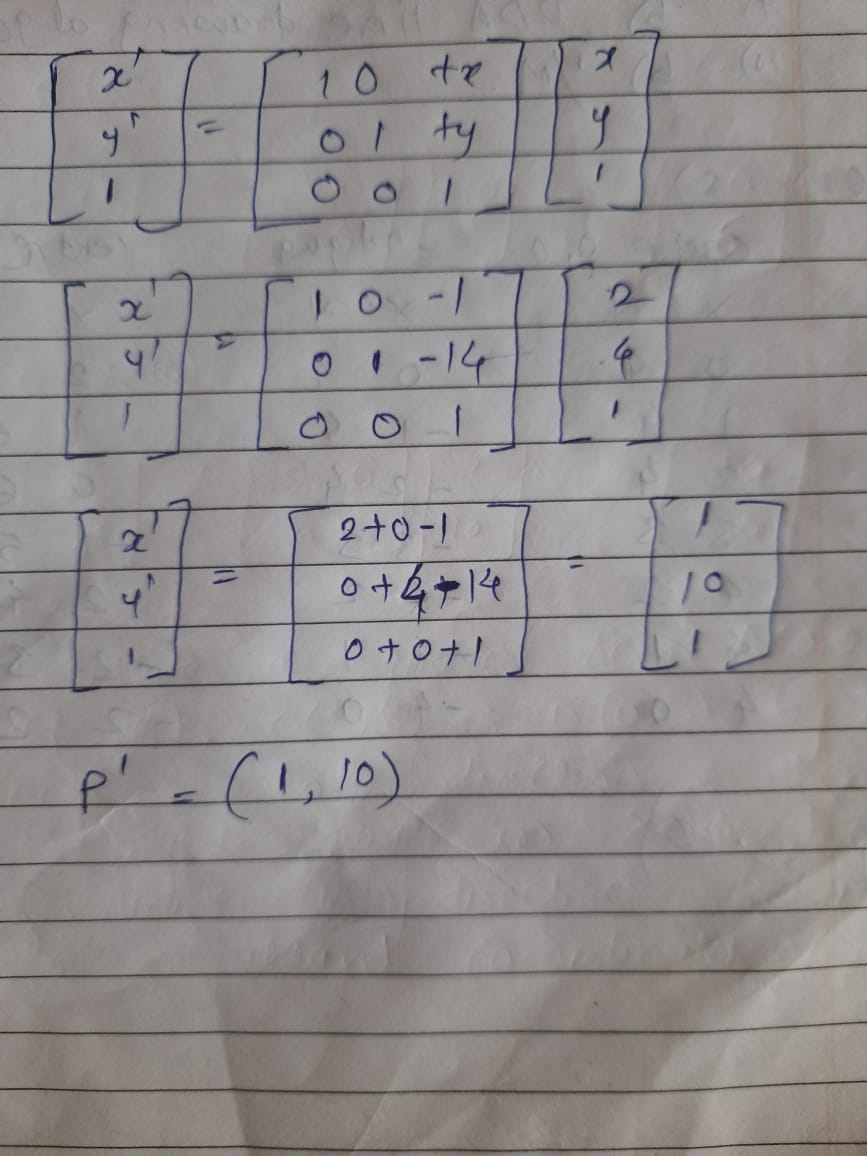 [ x' y' 1 ] = [ 1 0 tx 0 1 ty 0 0 1 ] [ x y 1 ]
[ x' y' 1 ] = [ 1 0 -1 0 1 -14 0 0 1 ] [ 2 4 1 ]
[ x' y' 1 ] = [ 2+0-1 0+4-14 0+0+1 ] = [ 1 10 1 ]
P' = (1, 10)